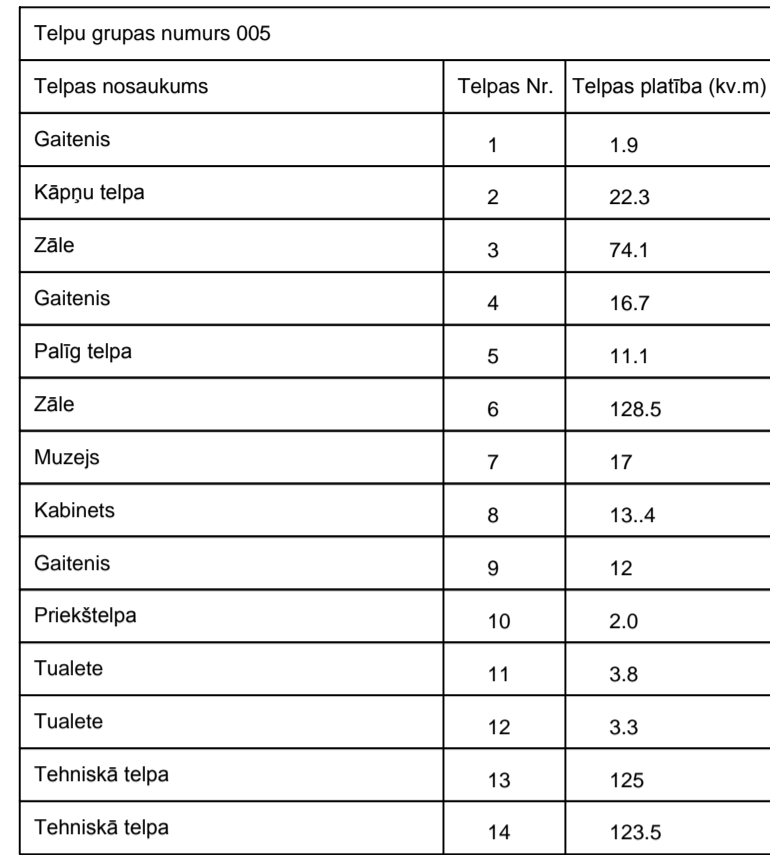 Telpu grupas numurs 005
Telpas nosaukums Telpas Nr. Telpas platība (kv.m)
Gaitenis 1 1.9
Kāpņu telpa 2 22.3
Zāle 3 74.1
Gaitenis 4 16.7
Palīg telpa 5 11.1
Zāle 6 128.5
Muzejs 7 17
Kabinets 8 13..4
Gaitenis 9 12
Priekštelpa 10 2.0
Tualete 11 3.8
Tualete 12 3.3
Tehniskā telpa 13 125
Tehniskā telpa 14 123.5